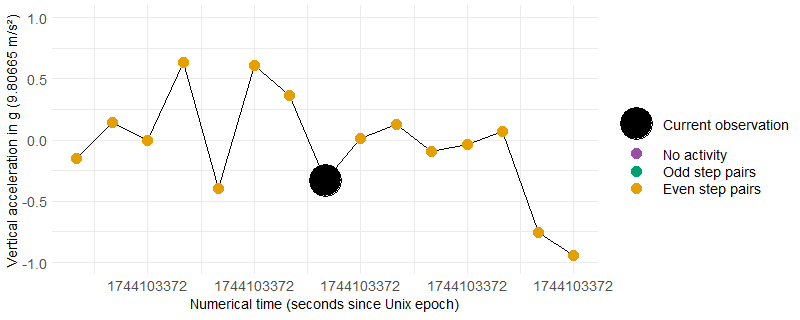 Vertical acceleration in g (9.80665 m/s²)
1.0
0.5
0.0
-0.5
-1.0
1744103372 1744103372 1744103372 1744103372 1744103372
Numerical time (seconds since Unix epoch)
Current observation
No activity
Odd step pairs
Even step pairs